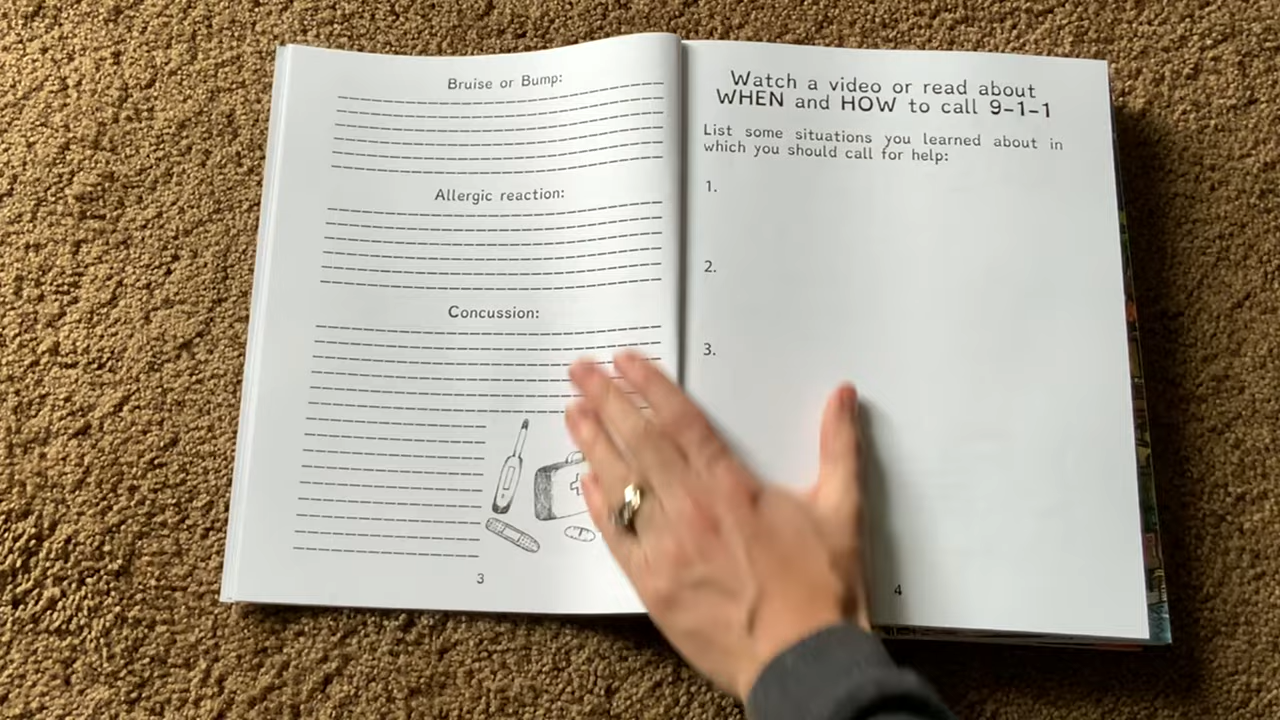 Bruise or Bump:
Allergic reaction:
Concussion:
3
Watch a video or read about
WHEN and HOW to call 9-1-1
List some situations you learned about in
which you should call for help:
1.
2.
3.
4